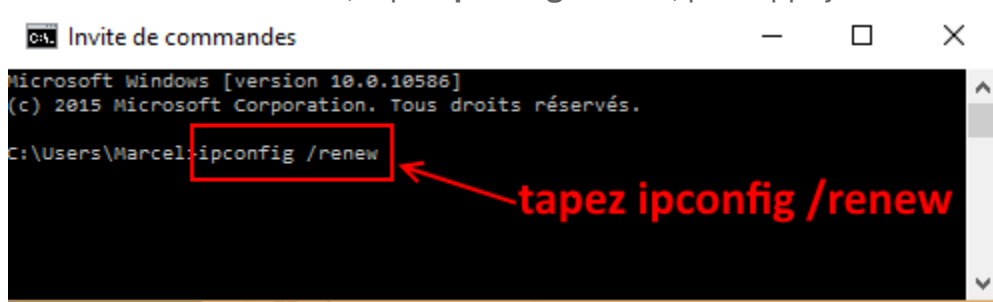 Invite de commandes
Microsoft Windows [version 10.0.10586]
(c) 2015 Microsoft Corporation. Tous droits réservés.
C:\Users\Marcel>ipconfig /renew
tapez ipconfig /renew